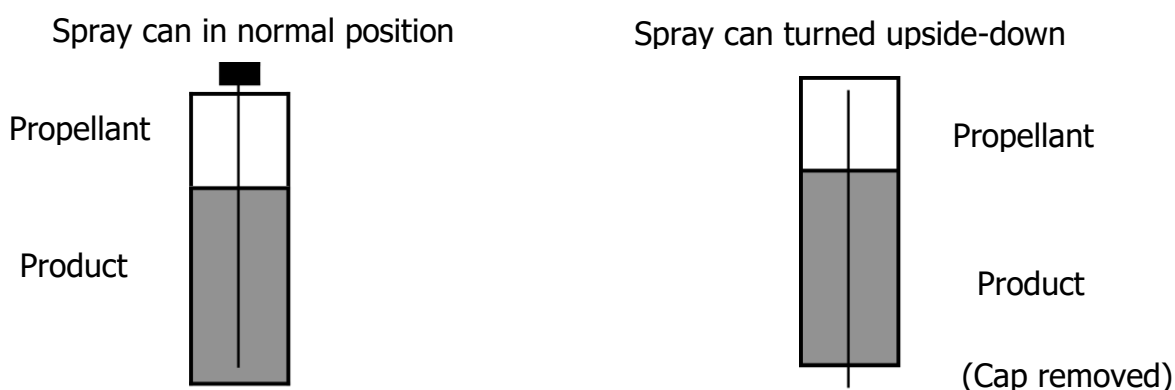 Spray can in normal position
Propellant
Product
Spray can turned upside-down
Propellant
Product
(Cap removed)